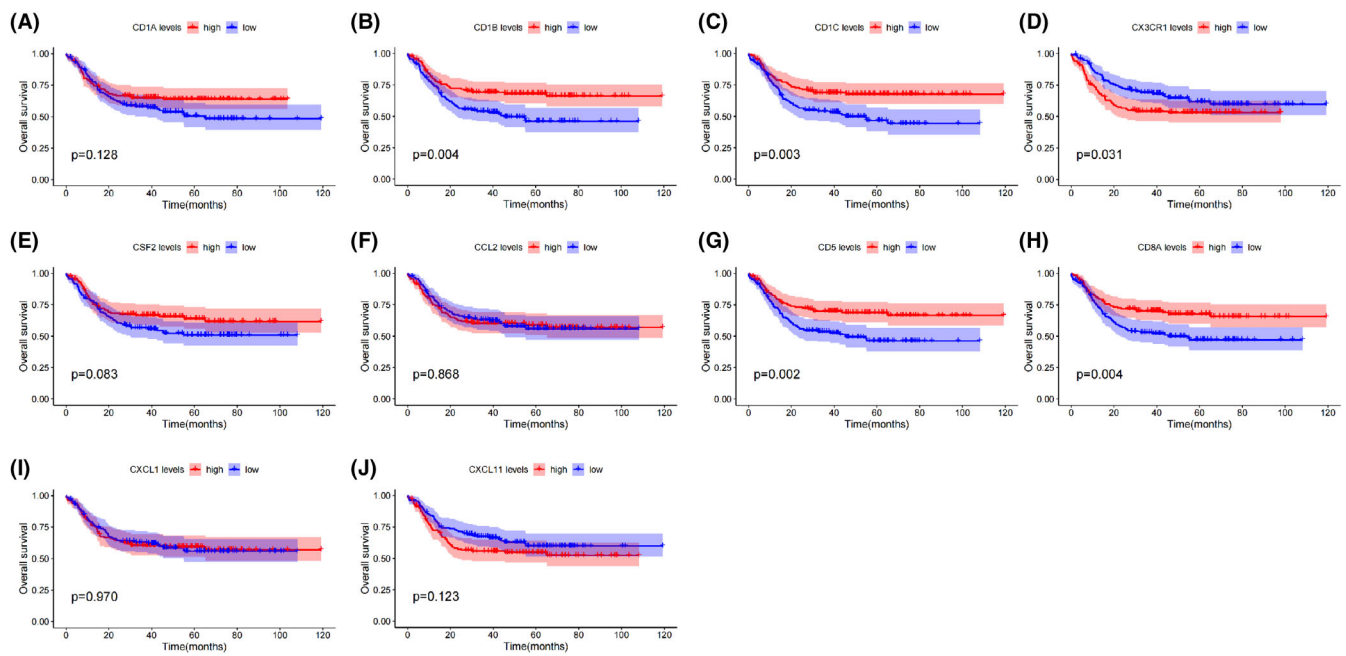 (A)
CD1A levels high low
Overall survival
1.00
0.75
0.50
0.25
0.00
p=0.128
0 20 40 60 80 100 120
Time(months)
(B)
CD1B levels high low
Overall survival
1.00
0.75
0.50
0.25
0.00
p=0.004
0 20 40 60 80 100 120
Time(months)
(C)
CD1C levels high low
Overall survival
1.00
0.75
0.50
0.25
0.00
p=0.003
0 20 40 60 80 100 120
Time(months)
(D)
CX3CR1 levels high low
Overall survival
1.00
0.75
0.50
0.25
0.00
p=0.031
0 20 40 60 80 100 120
Time(months)
(E)
CSF2 levels high low
Overall survival
1.00
0.75
0.50
0.25
0.00
p=0.083
0 20 40 60 80 100 120
Time(months)
(F)
CCL2 levels high low
Overall survival
1.00
0.75
0.50
0.25
0.00
p=0.868
0 20 40 60 80 100 120
Time(months)
(G)
CD5 levels high low
Overall survival
1.00
0.75
0.50
0.25
0.00
p=0.002
0 20 40 60 80 100 120
Time(months)
(H)
CD8A levels high low
Overall survival
1.00
0.75
0.50
0.25
0.00
p=0.004
0 20 40 60 80 100 120
Time(months)
(I)
CXCL1 levels high low
Overall survival
1.00
0.75
0.50
0.25
0.00
p=0.970
0 20 40 60 80 100 120
Time(months)
(J)
CXCL11 levels high low
Overall survival
1.00
0.75
0.50
0.25
0.00
p=0.123
0 20 40 60 80 100 120
Time(months)